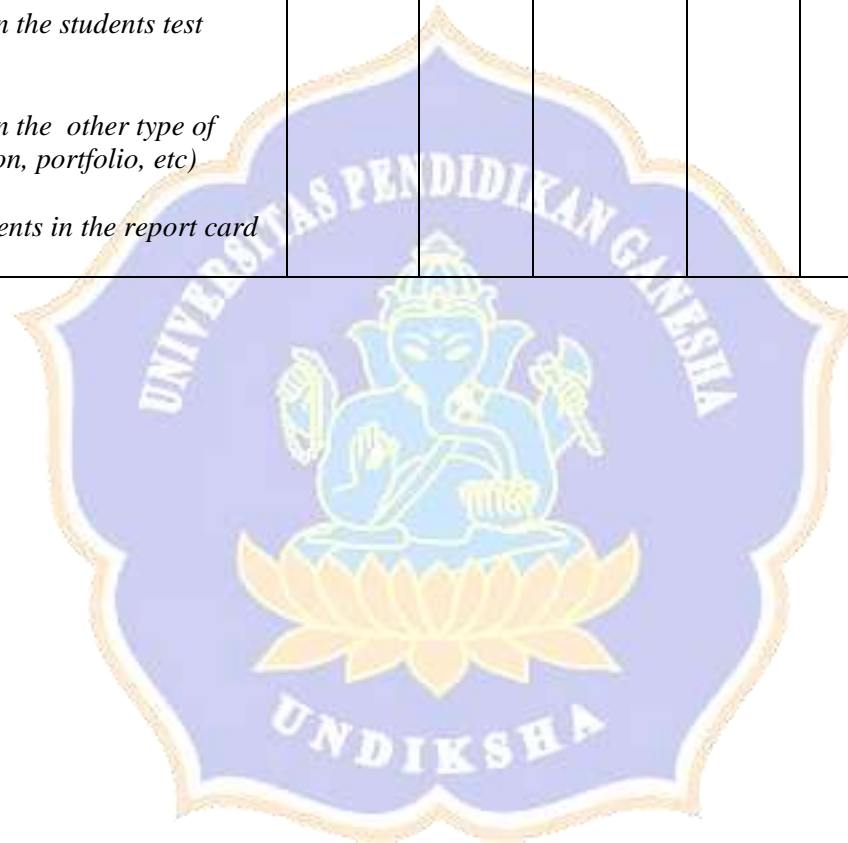 n the students test
n the other type of
on, portfolio, etc)
ents in the report card
UNIVERSITAS PENDIDIKAN GANESHA
UNDIKSHA